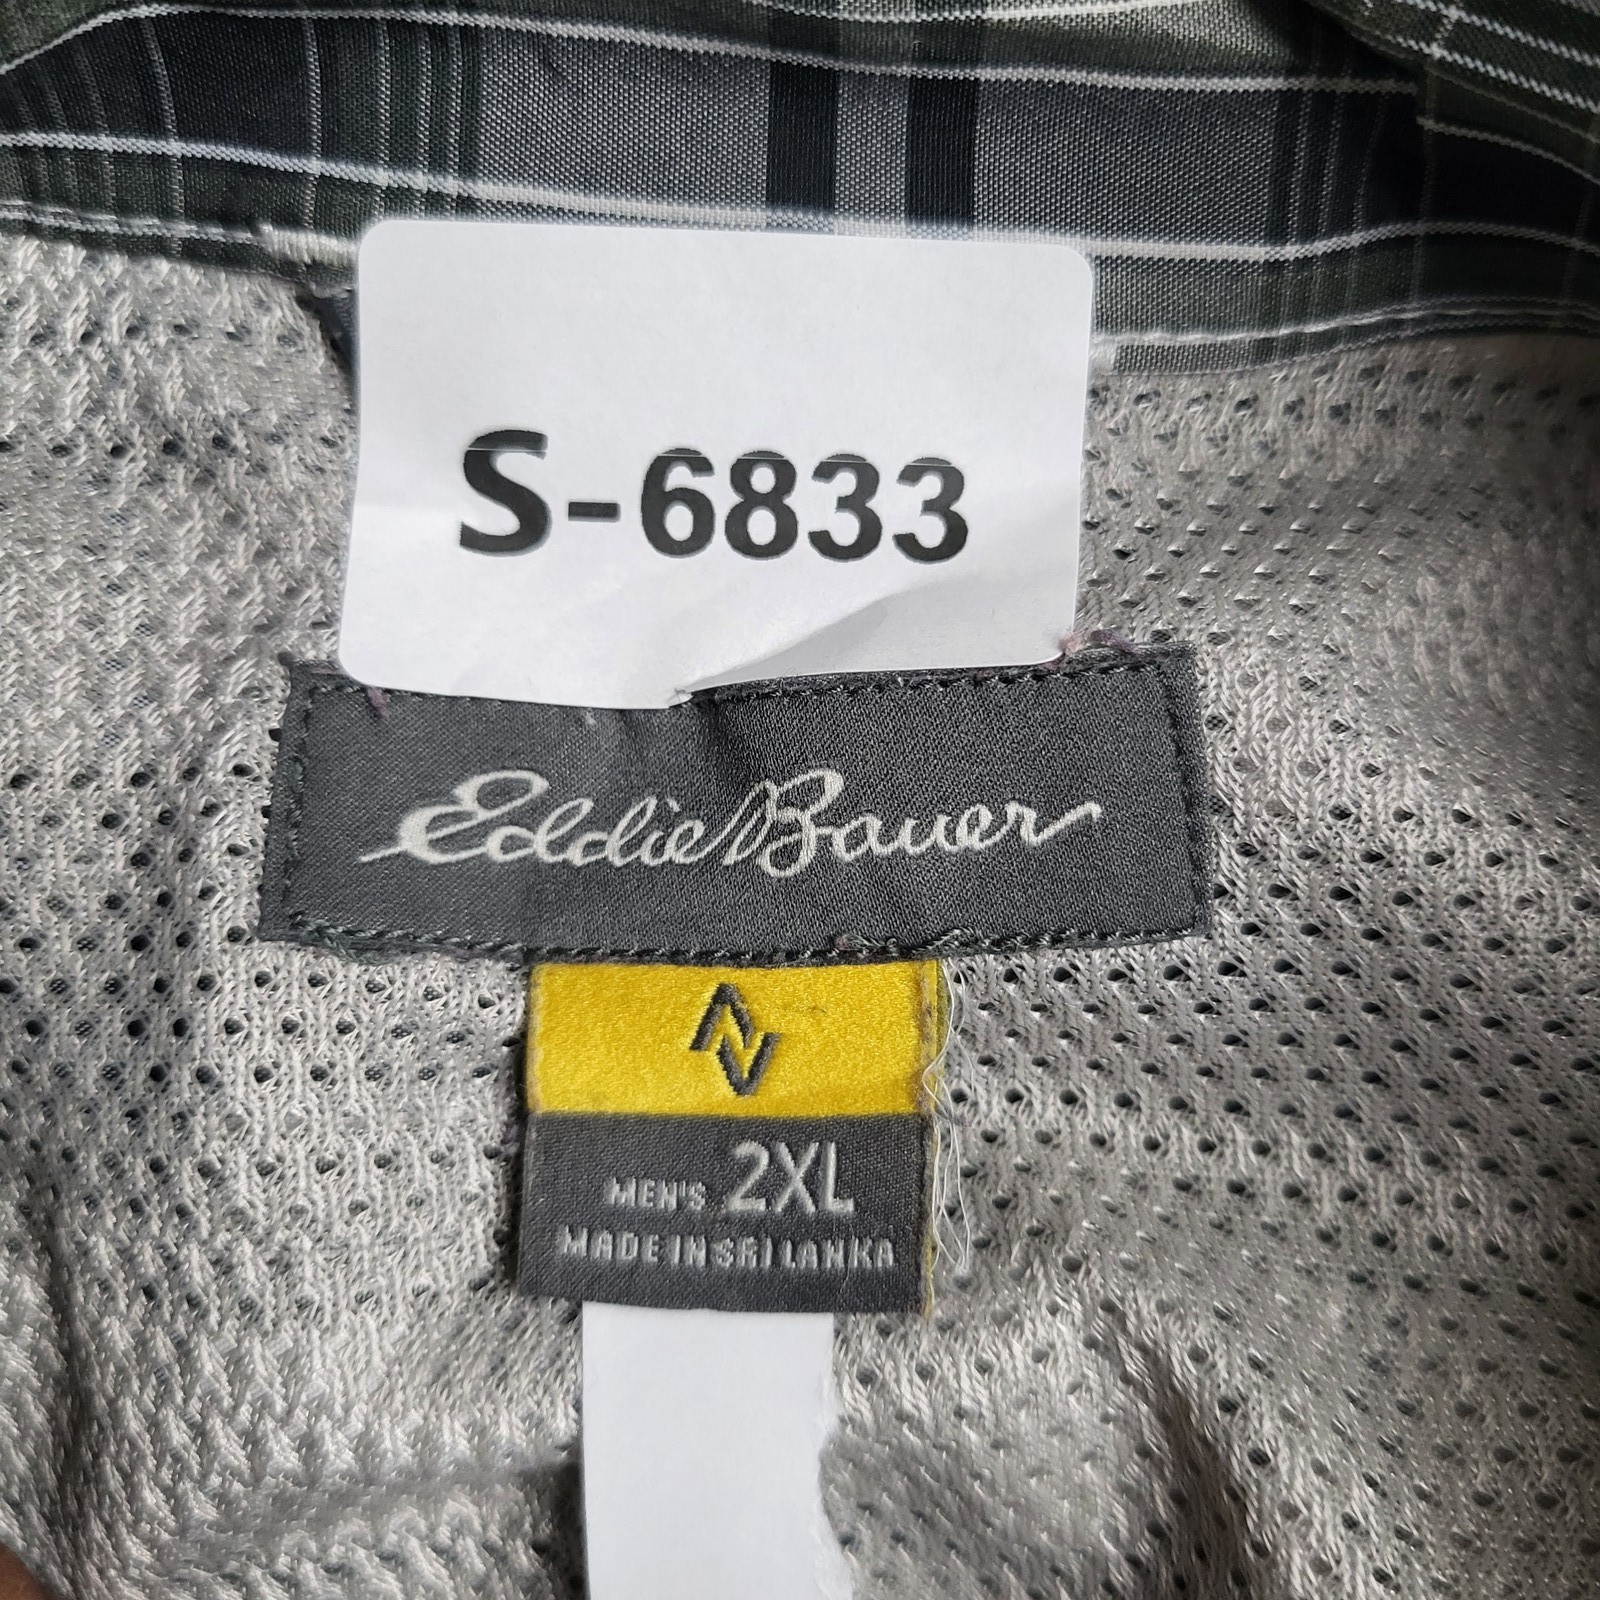 S-6833
Eddie Bauer
MEN'S 2XL
MADE IN SRI LANKA